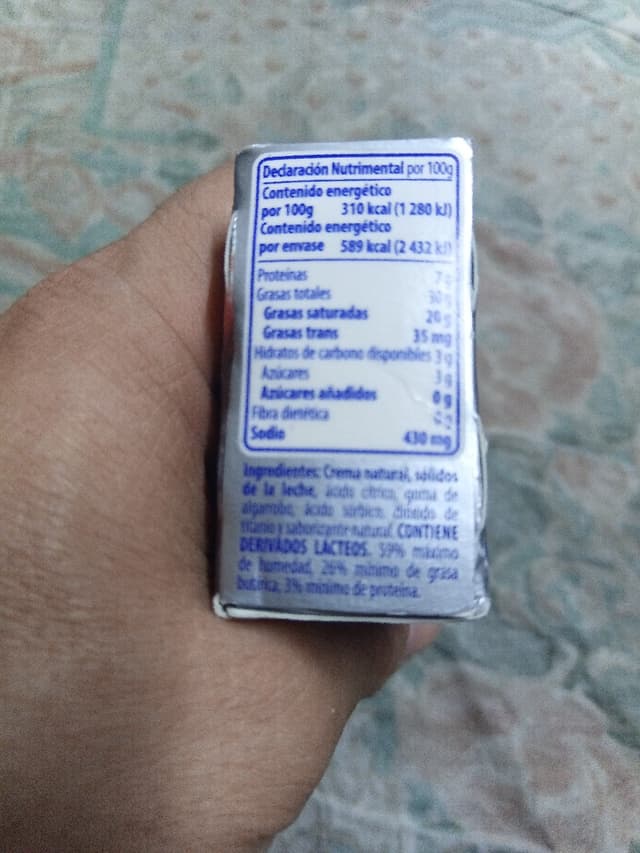 Declaración Nutrimental por 100g
Contenido energético
por 100g 310 kcal (1 280 kJ)
Contenido energético
por envase 589 kcal (2 432 kJ)
Proteínas 7 g
Grasas totales 30 g
Grasas saturadas 20 g
Grasas trans 35 mg
Hidratos de carbono disponibles 3 g
Azúcares 3 g
Azúcares añadidos 0 g
Fibra dietética
Sodio 430 mg
Ingredientes: Crema natural, sólidos
de la leche, ácido cítrico, goma de
algarrobo, ácido sórbico, dióxido de
titanio y saborizante natural. CONTIENE
DERIVADOS LÁCTEOS. 59% máximo
de humedad, 26% mínimo de grasa
butírica, 3% mínimo de proteína.